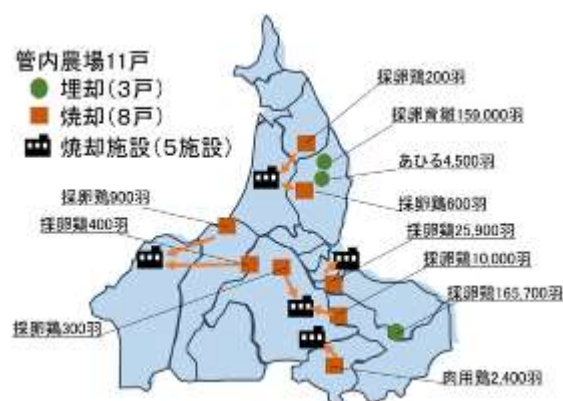 管内農場11戸
埋却(3戸)
焼却(8戸)
焼却施設(5施設)
採卵鶏200羽
採卵育雛159,000羽
あひる4,500羽
採卵鶏600羽
採卵鶏900羽
採卵鶏400羽
採卵鶏25,900羽
採卵鶏10,000羽
採卵鶏165,700羽
採卵鶏300羽
肉用鶏2,400羽